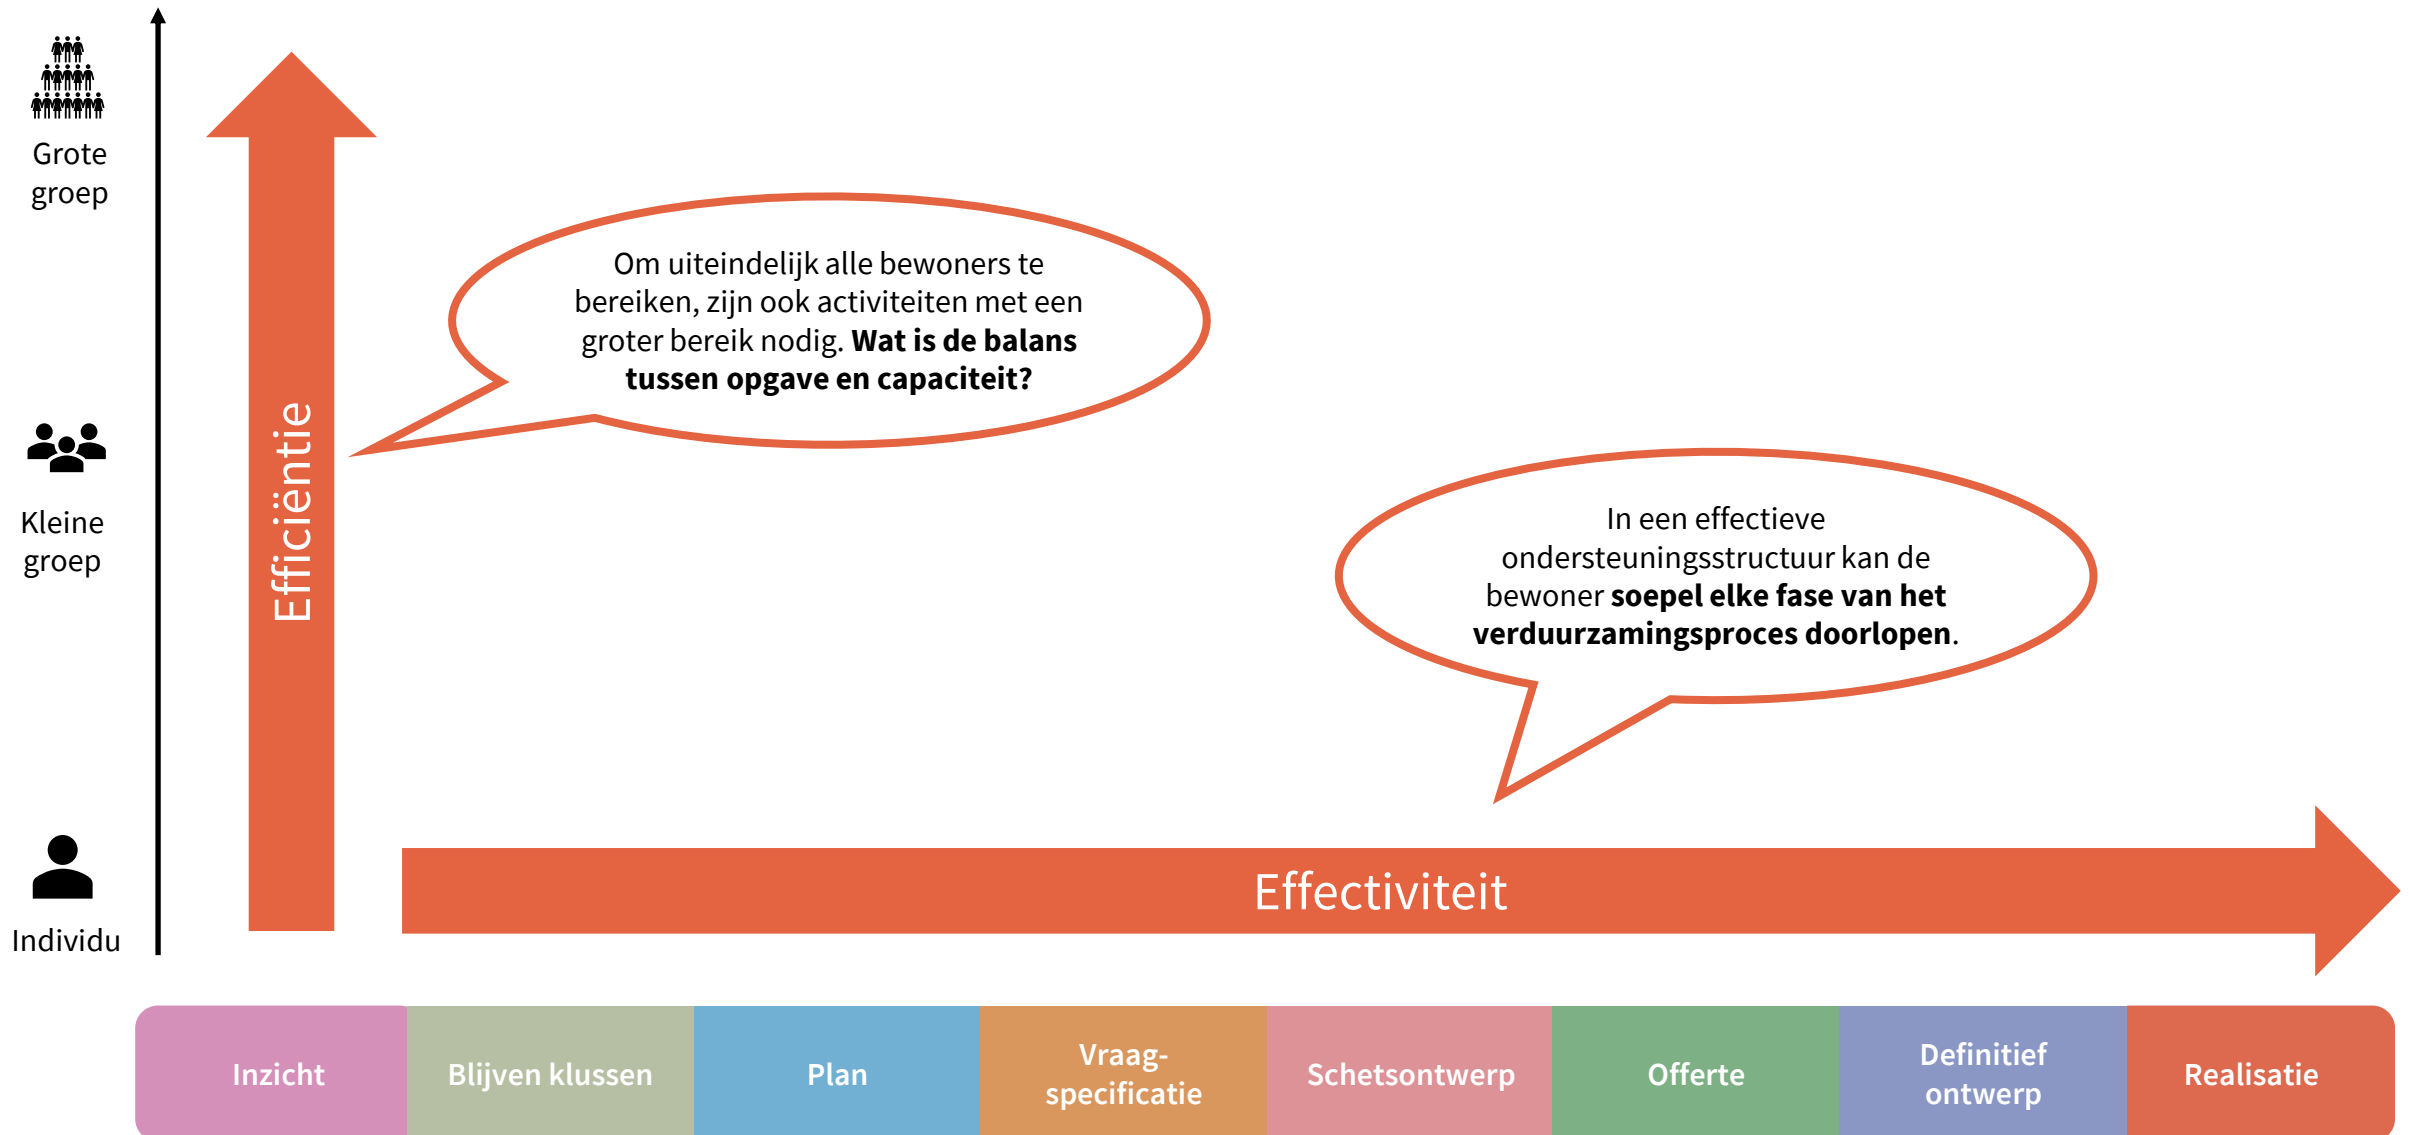 Grote
groep
Om uiteindelijk alle bewoners te
bereiken, zijn ook activiteiten met een
groter bereik nodig. Wat is de balans
tussen opgave en capaciteit?
Efficiëntie
Kleine
groep
In een effectieve
ondersteuningsstructuur kan de
bewoner soepel elke fase van het
verduurzamingsproces doorlopen.
Effectiviteit
Individu
Inzicht
Blijven klussen
Plan
Vraag-
specificatie
Schetsontwerp
Offerte
Definitief
ontwerp
Realisatie